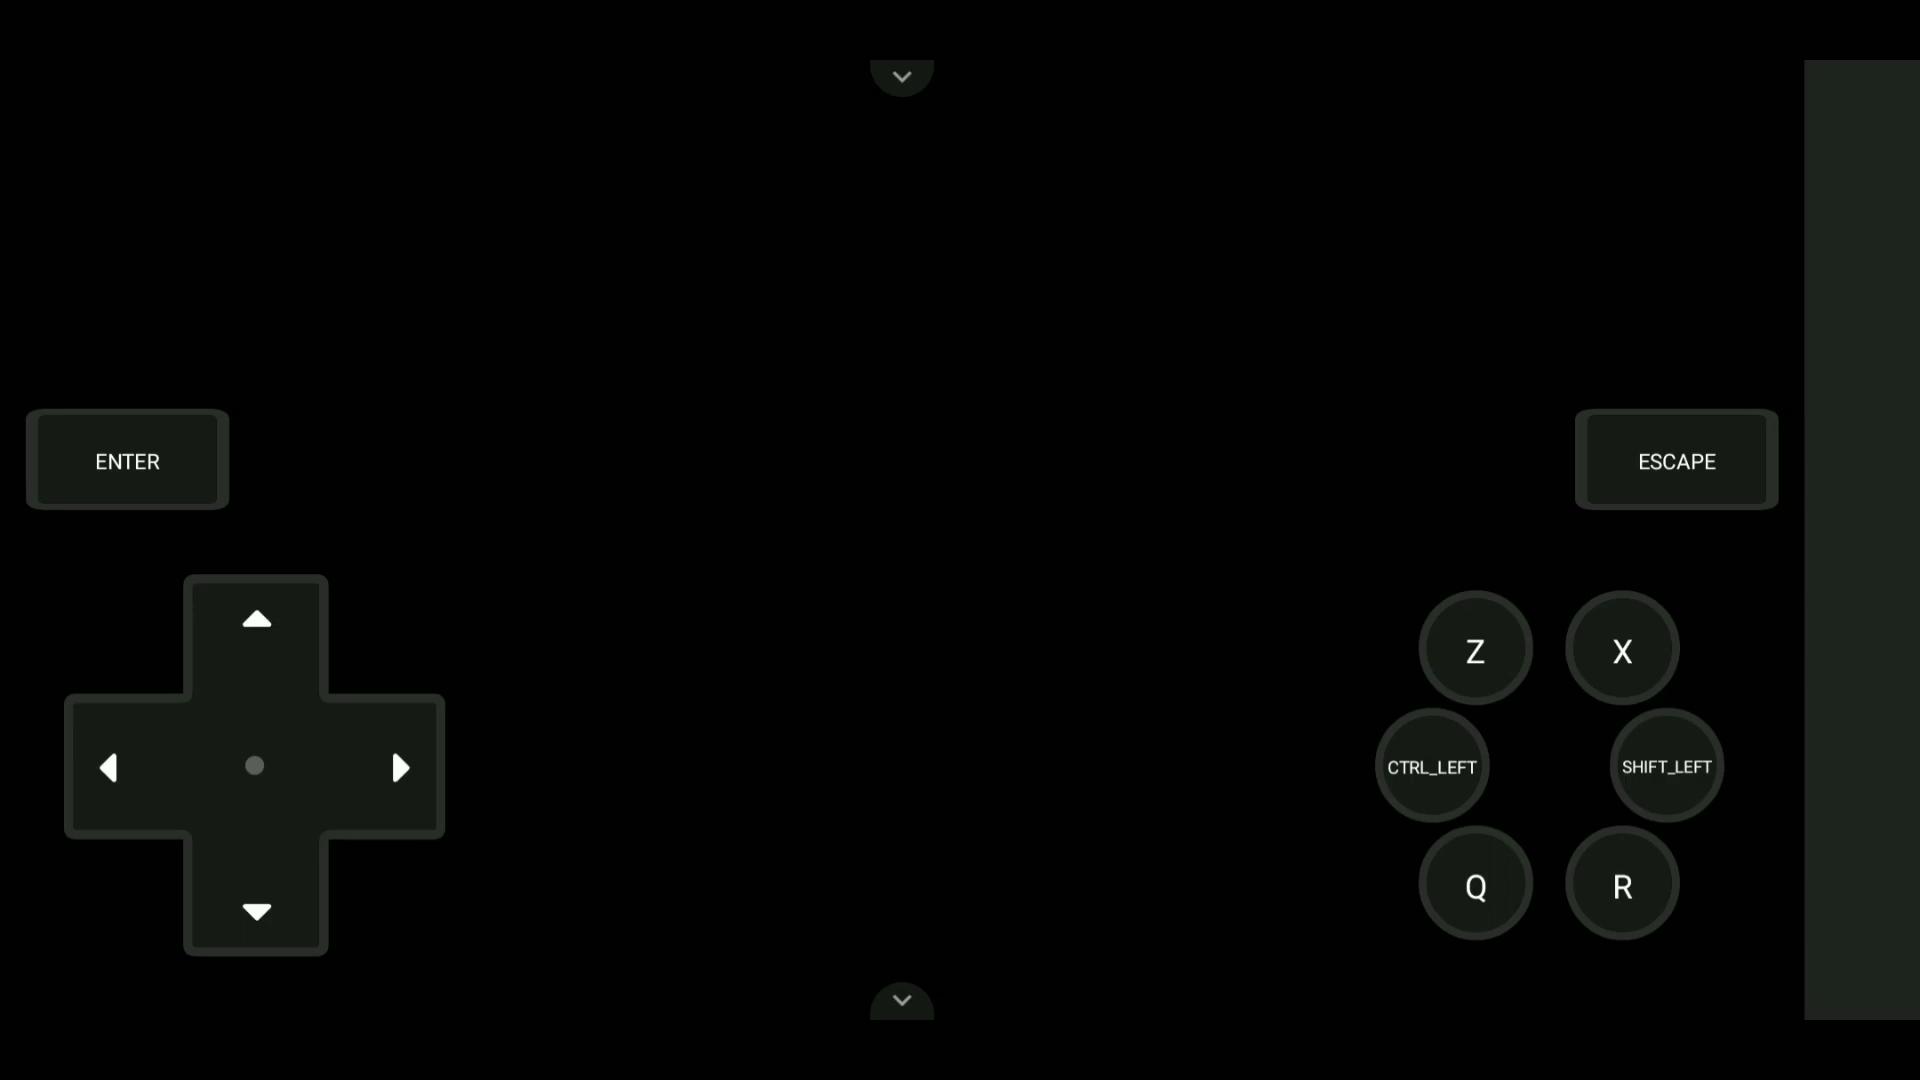 ENTER
ESCAPE
Z
X
CTRL_LEFT
SHIFT_LEFT
Q
R